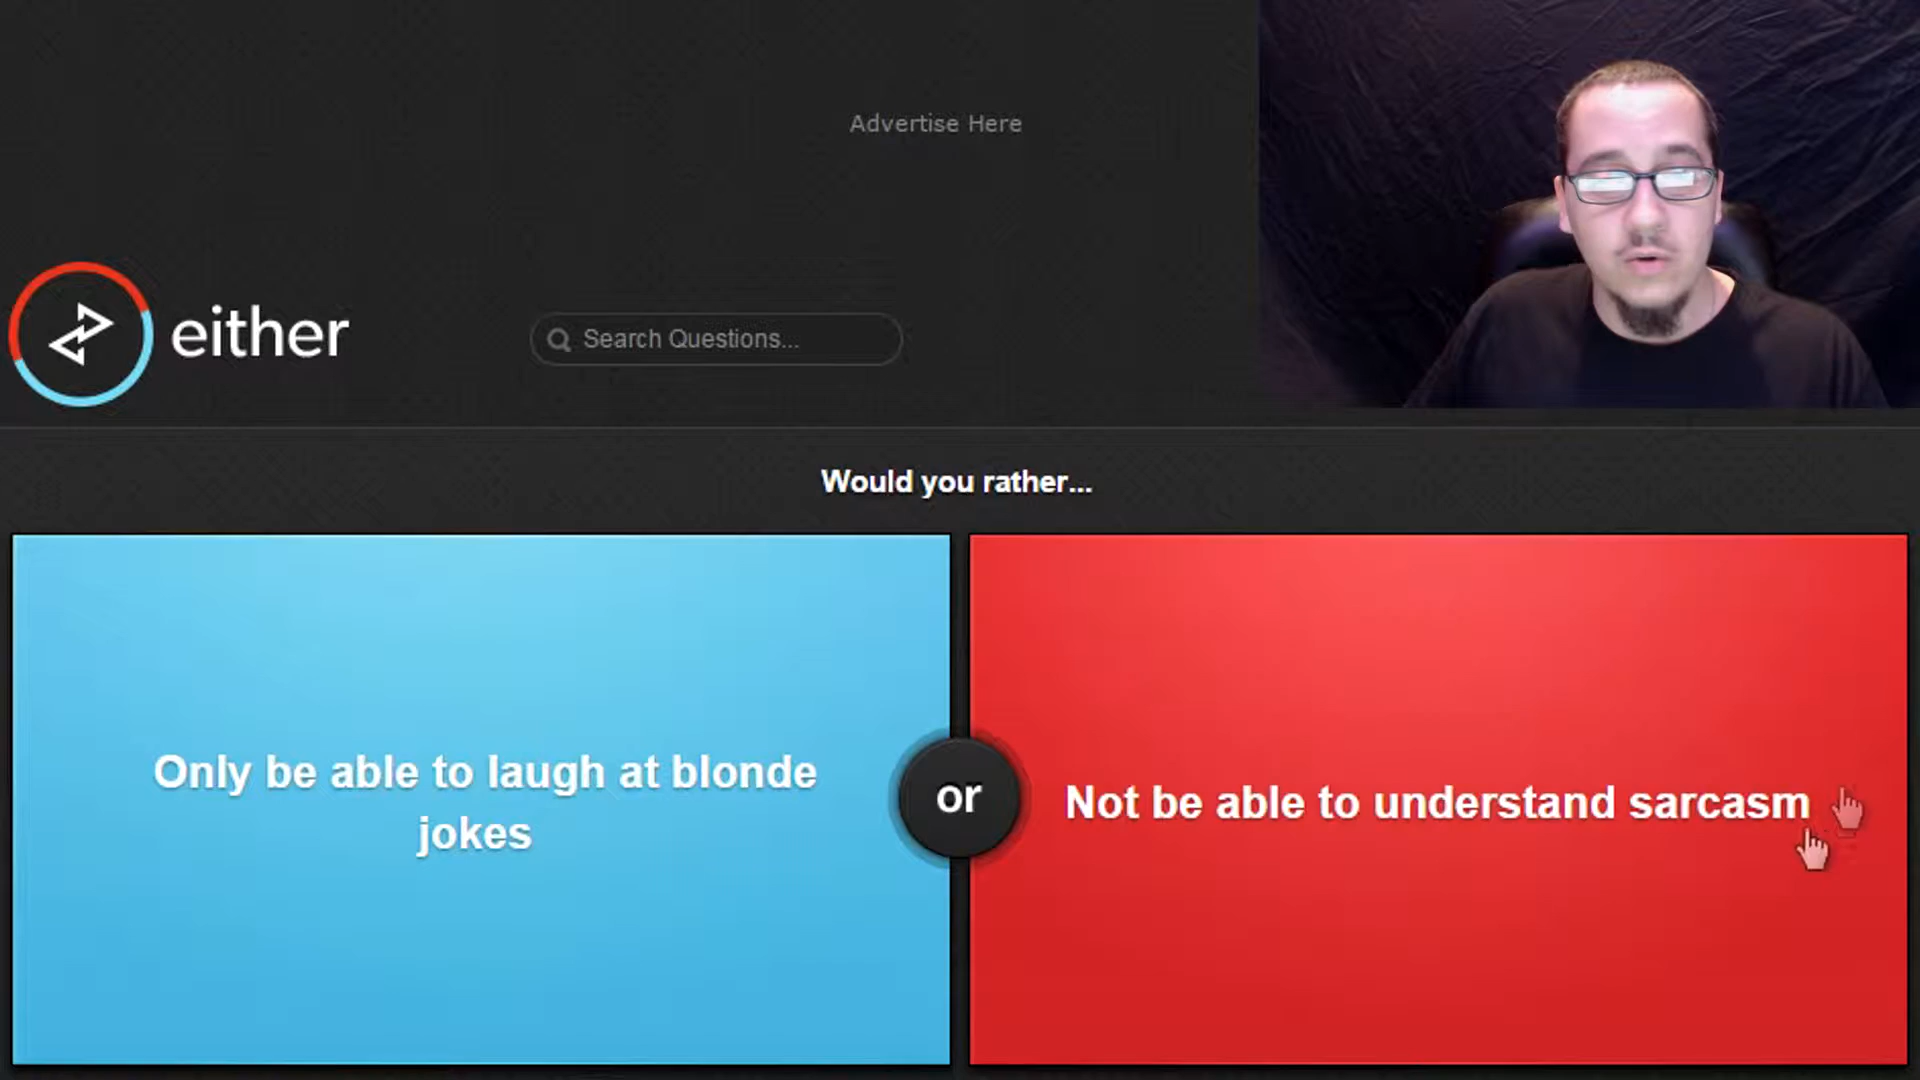 Advertise Here
either
Search Questions...
Would you rather...
Only be able to laugh at blonde
jokes
or
Not be able to understand sarcasm